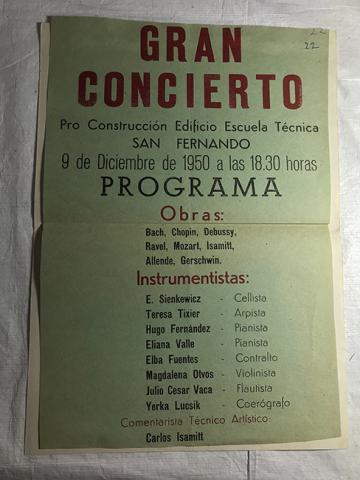 22
22
GRAN
CONCIERTO
Pro Construcción Edificio Escuela Técnica
SAN FERNANDO
9 de Diciembre de 1950 a las 18.30 horas
PROGRAMA
Obras:
Bach, Chopin, Debussy,
Ravel, Mozart, Isamitt,
Allende, Gerschwin.
Instrumentistas:
E. Sienkewicz - Cellista
Teresa Tixier - Arpista
Hugo Fernández - Pianista
Eliana Valle - Pianista
Elba Fuentes - Contralto
Magdalena Otvos - Violinista
Julio Cesar Vaca - Flautista
Yerka Lucsik - Coerógrafo
Comentarista Técnico Artístico:
Carlos Isamitt